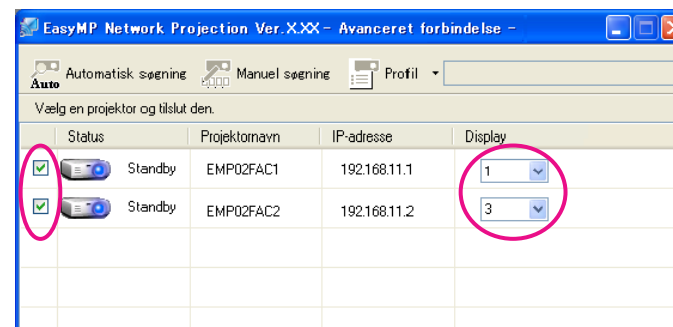 EasyMP Network Projection Ver.X.XX - Avanceret forbindelse -
Auto Automatisk søgning Manuel søgning Profil
Vælg en projektor og tilslut den.
Status Projektornavn IP-adresse Display
Standby EMP02FAC1 192.168.11.1 1
Standby EMP02FAC2 192.168.11.2 3